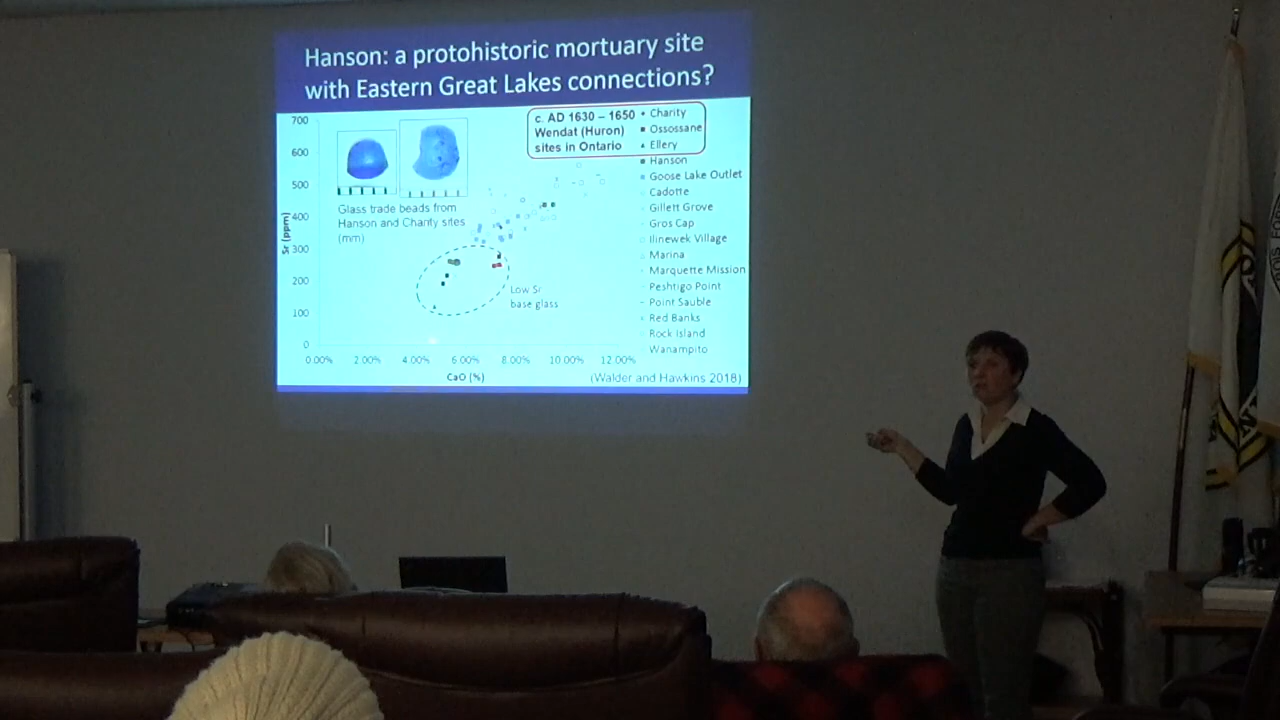 Hanson: a protohistoric mortuary site
with Eastern Great Lakes connections?
700
600
500
400
300
200
100
0
Sr (ppm)
0.00%
2.00%
4.00%
6.00%
8.00%
10.00%
12.00%
CaO (%)
Glass trade beads from
Hanson and Charity sites
(mm)
c. AD 1630 – 1650
Wendat (Huron)
sites in Ontario
Low Sr
base glass
Charity
Ossossane
Ellery
Hanson
Goose Lake Outlet
Cadotte
Gillett Grove
Gros Cap
Ilinewek Village
Marina
Marquette Mission
Peshtigo Point
Point Sauble
Red Banks
Rock Island
Wanampito
(Walder and Hawkins 2018)